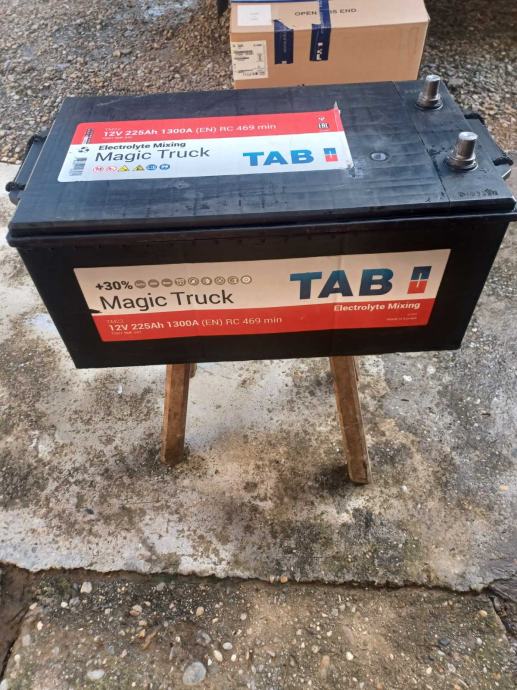 OPEN THIS END
12V 225Ah 1300A (EN) RC 469 min
Electrolyte Mixing
Magic Truck
TAB
+30%
Magic Truck
TAB
Electrolyte Mixing
12V 225Ah 1300A (EN) RC 469 min